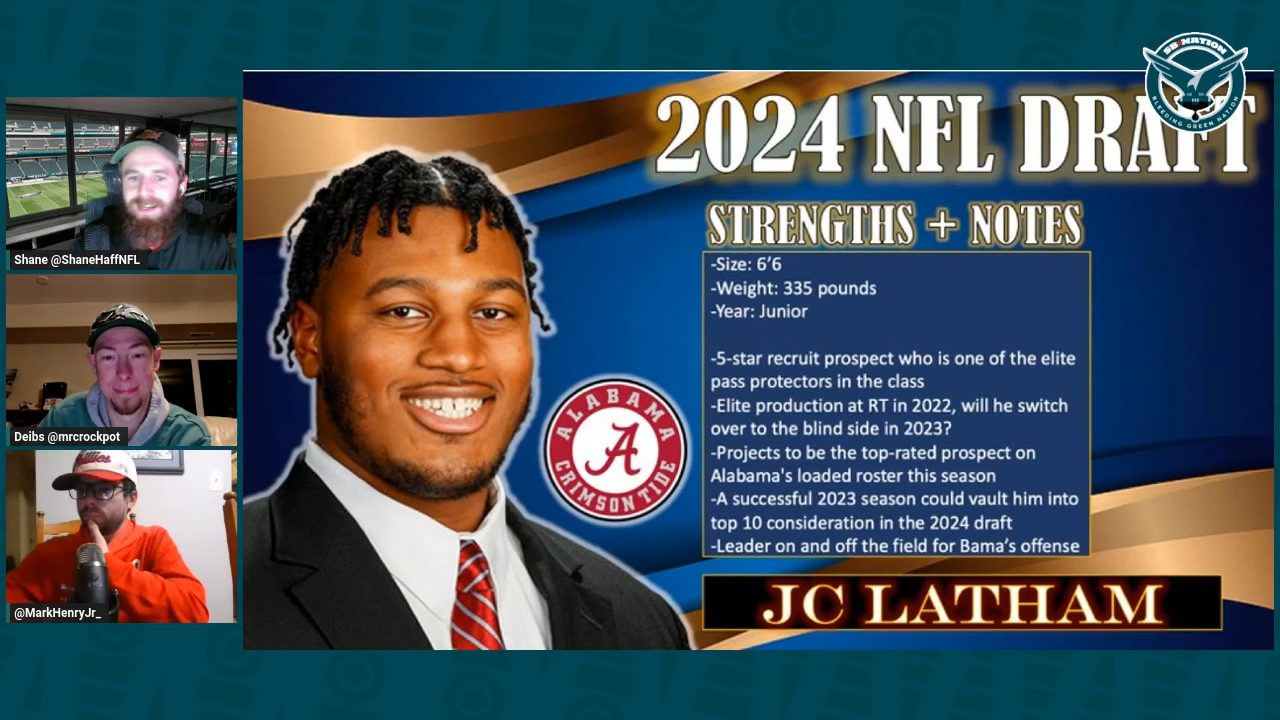 SB NATION
BLEEDING GREEN NATION
2024 NFL DRAFT
STRENGTHS + NOTES
-Size: 6'6
-Weight: 335 pounds
-Year: Junior
-5-star recruit prospect who is one of the elite
pass protectors in the class
-Elite production at RT in 2022, will he switch
over to the blind side in 2023?
-Projects to be the top-rated prospect on
Alabama's loaded roster this season
-A successful 2023 season could vault him into
top 10 consideration in the 2024 draft
-Leader on and off the field for Bama's offense
JC LATHAM
ALABAMA
A
CRIMSON TIDE
Shane @ShaneHaffNFL
Deibs @mrcrockpot
Phillies
@MarkHenryJr_